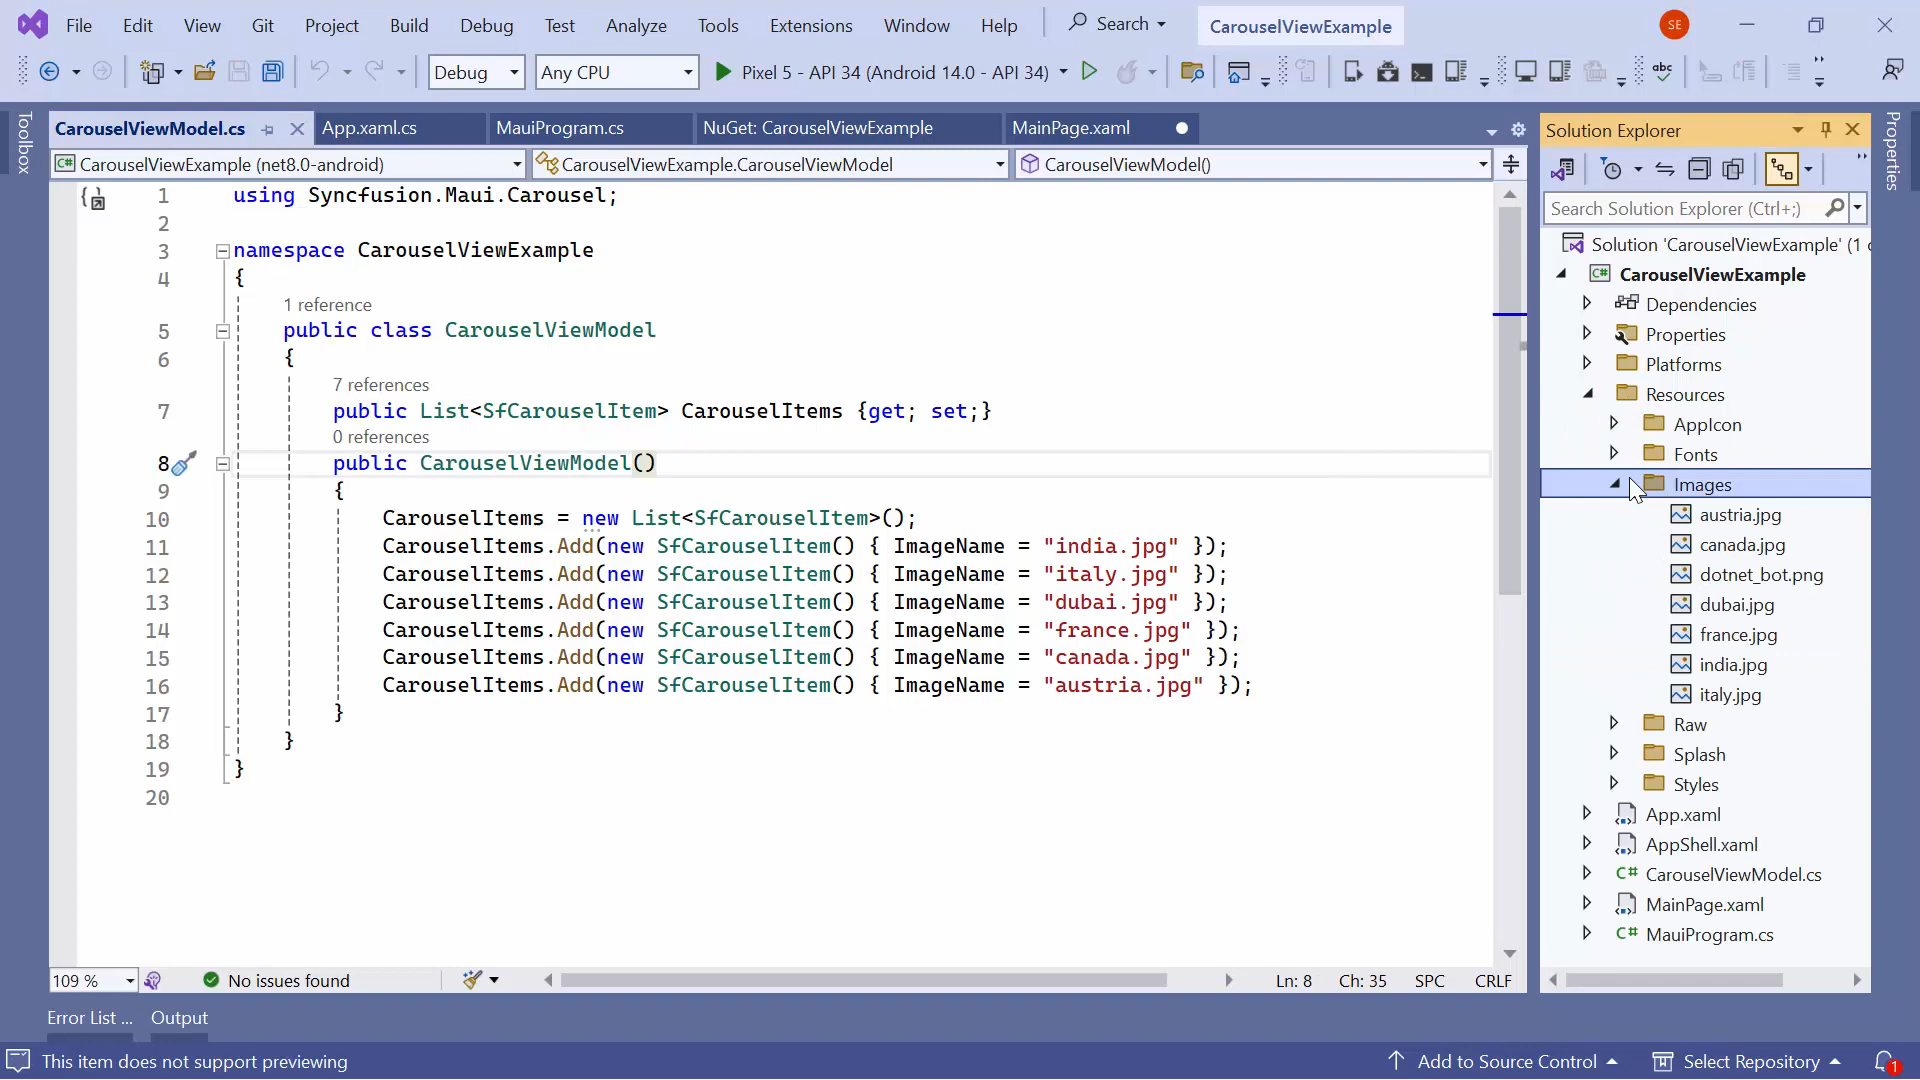 File Edit View Git Project Build Debug Test Analyze Tools Extensions Window Help Search CarouselViewExample SE
Debug Any CPU Pixel 5 - API 34 (Android 14.0 - API 34) abc
Toolbox
CarouselViewModel.cs App.xaml.cs MauiProgram.cs NuGet: CarouselViewExample MainPage.xaml
CarouselViewExample (net8.0-android) CarouselViewExample.CarouselViewModel CarouselViewModel()
1 using Syncfusion.Maui.Carousel;
2
3 namespace CarouselViewExample
4 {
1 reference
5 public class CarouselViewModel
6 {
7 references
7 public List<SfCarouselItem> CarouselItems {get; set;}
0 references
8 public CarouselViewModel()
9 {
10 CarouselItems = new List<SfCarouselItem>();
11 CarouselItems.Add(new SfCarouselItem() { ImageName = "india.jpg" });
12 CarouselItems.Add(new SfCarouselItem() { ImageName = "italy.jpg" });
13 CarouselItems.Add(new SfCarouselItem() { ImageName = "dubai.jpg" });
14 CarouselItems.Add(new SfCarouselItem() { ImageName = "france.jpg" });
15 CarouselItems.Add(new SfCarouselItem() { ImageName = "canada.jpg" });
16 CarouselItems.Add(new SfCarouselItem() { ImageName = "austria.jpg" });
17 }
18 }
19 }
20
109 % No issues found Ln: 8 Ch: 35 SPC CRLF
Solution Explorer
Search Solution Explorer (Ctrl+;)
Solution 'CarouselViewExample' (1
C# CarouselViewExample
Dependencies
Properties
Platforms
Resources
AppIcon
Fonts
Images
austria.jpg
canada.jpg
dotnet_bot.png
dubai.jpg
france.jpg
india.jpg
italy.jpg
Raw
Splash
Styles
App.xaml
AppShell.xaml
C# CarouselViewModel.cs
MainPage.xaml
C# MauiProgram.cs
Properties
Error List ... Output
This item does not support previewing Add to Source Control Select Repository 1